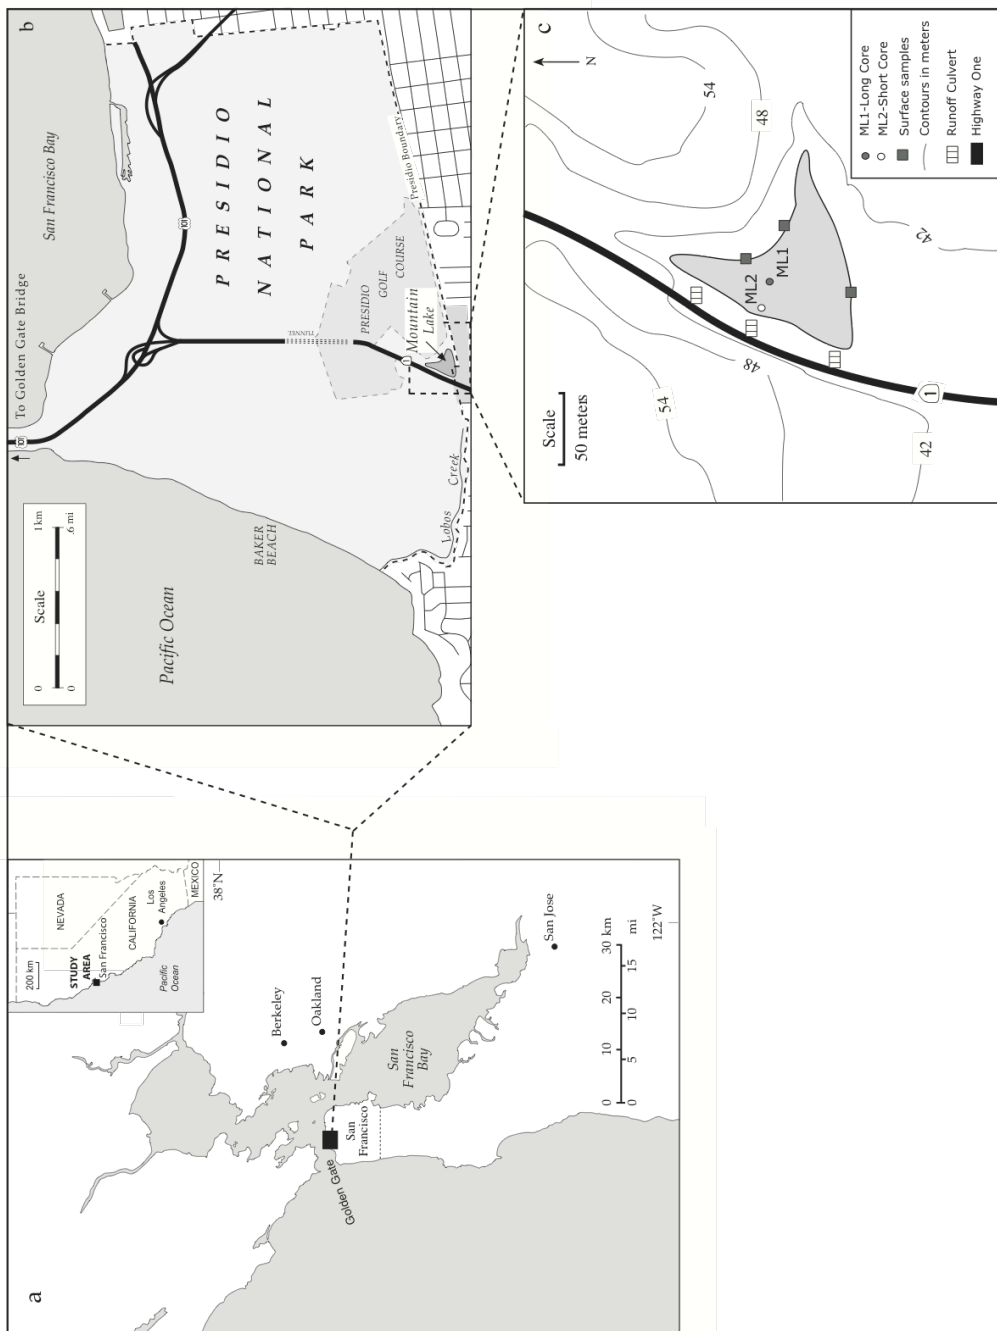 a
NEVADA
CALIFORNIA
Los
Angeles
MEXICO
200 km
STUDY
AREA
San Francisco
Pacific
Ocean
38°N
Berkeley
Oakland
San
Francisco
Bay
San
Francisco
Golden Gate
San Jose
0 10 20 30 km
0 5 10 15 mi
122°W
b
Scale
0 1 km
0 .6 mi
To Golden Gate Bridge
San Francisco Bay
101
101
PRESIDIO
NATIONAL
PARK
Pacific Ocean
BAKER
BEACH
TUNNEL
PRESIDIO
GOLF
COURSE
1
Mountain
Lake
Presidio Boundary
Lobos Creek
c
N
Scale
50 meters
54
48
54
48
42
42
1
ML2
ML1
ML1-Long Core
ML2-Short Core
Surface samples
Contours in meters
Runoff Culvert
Highway One